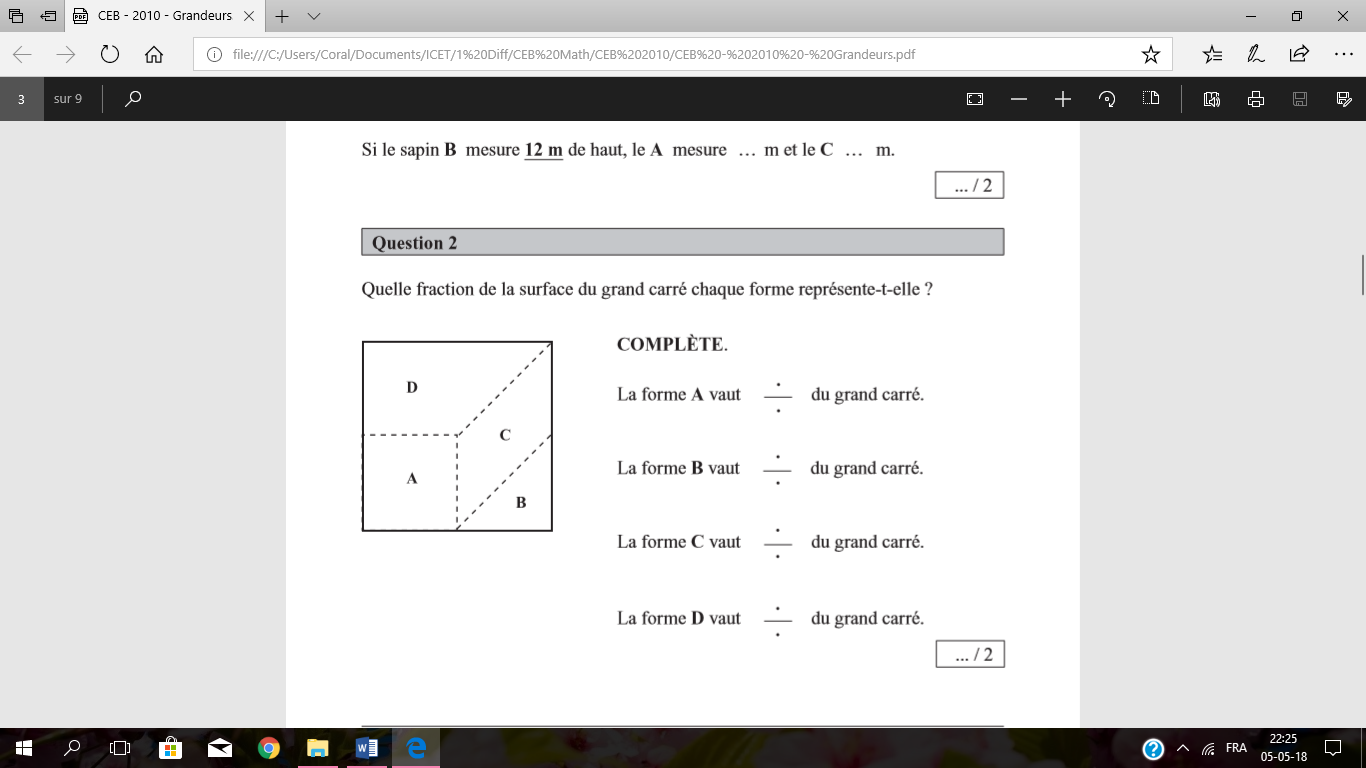 CEB - 2010 - Grandeurs
file:///C:/Users/Coral/Documents/ICET/1%20Diff/CEB%20Math/CEB%202010/CEB%20-%202010%20-%20Grandeurs.pdf
3 sur 9
Si le sapin B mesure 12 m de haut, le A mesure … m et le C … m.
... / 2
Question 2
Quelle fraction de la surface du grand carré chaque forme représente-t-elle ?
COMPLÈTE.
D
La forme A vaut du grand carré.
C
La forme B vaut du grand carré.
A
B
La forme C vaut du grand carré.
La forme D vaut du grand carré.
... / 2
FRA
22:25
05-05-18